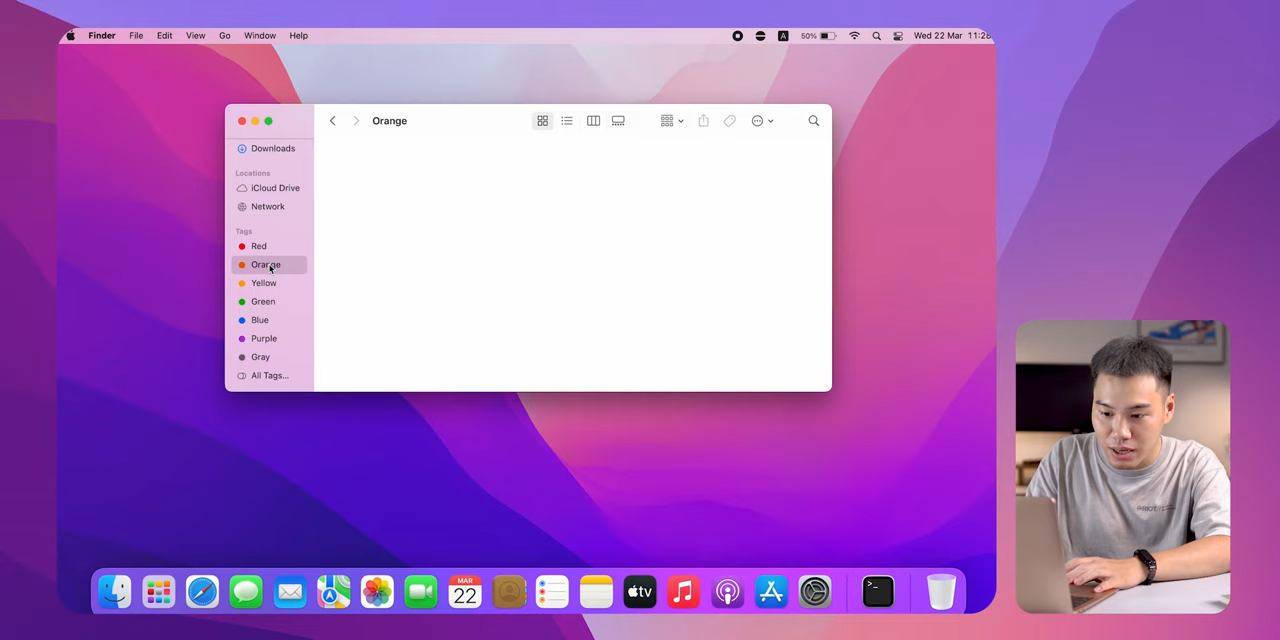 Finder File Edit View Go Window Help
A 50% Wed 22 Mar 11:28
Orange
Downloads
Locations
iCloud Drive
Network
Tags
Red
Orange
Yellow
Green
Blue
Purple
Gray
All Tags...
MAR
22
tv
>_